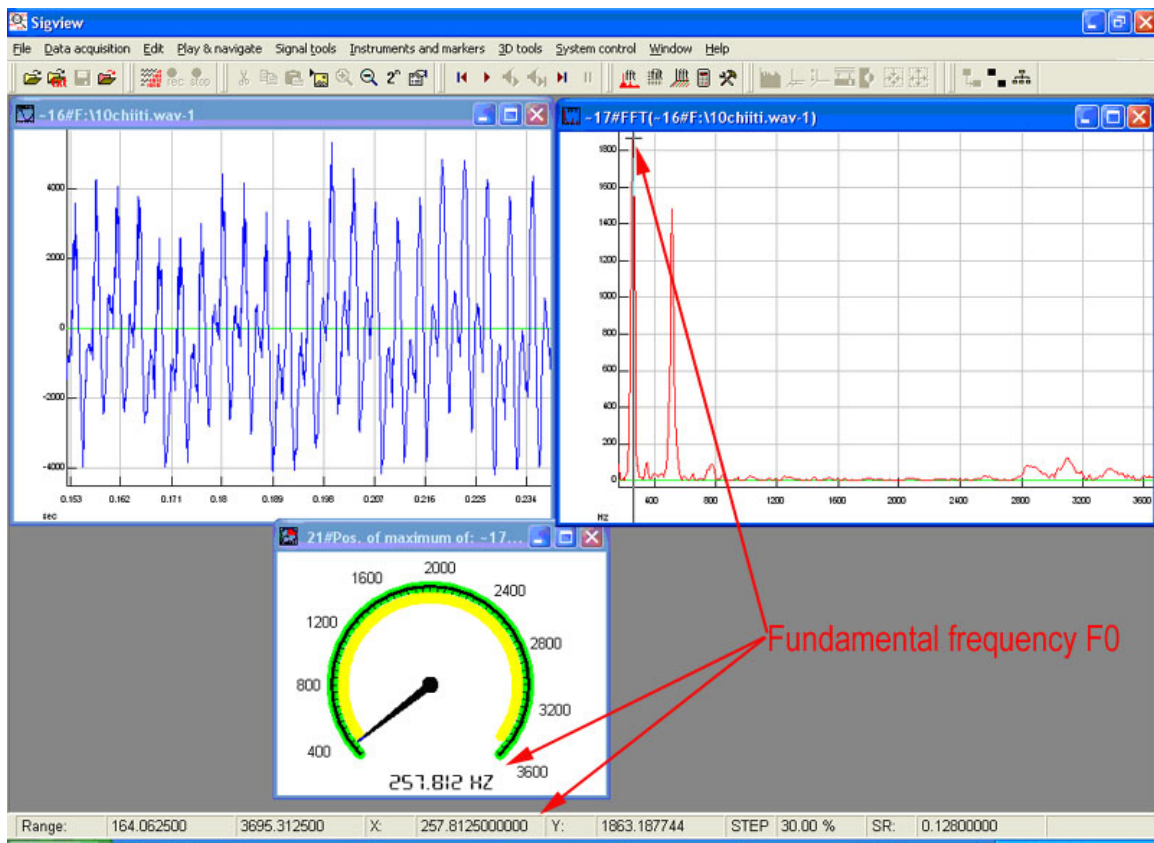 Sigview
File Data acquisition Edit Play & navigate Signal tools Instruments and markers 3D tools System control Window Help
rec stop 2ⁿ
~16#F:\10chiiti.wav-1
4000
2000
0
-2000
-4000
0.153 0.162 0.171 0.18 0.189 0.198 0.207 0.216 0.225 0.234
sec
~17#FFT(~16#F:\10chiiti.wav-1)
1800
1600
1400
1200
1000
800
600
400
200
0
400 800 1200 1600 2000 2400 2800 3200 3600
HZ
21#Pos. of maximum of: ~17...
400 800 1200 1600 2000 2400 2800 3200 3600
257.812 HZ
Fundamental frequency F0
Range: 164.062500 3695.312500 X: 257.8125000000 Y: 1863.187744 STEP 30.00 % SR: 0.12800000